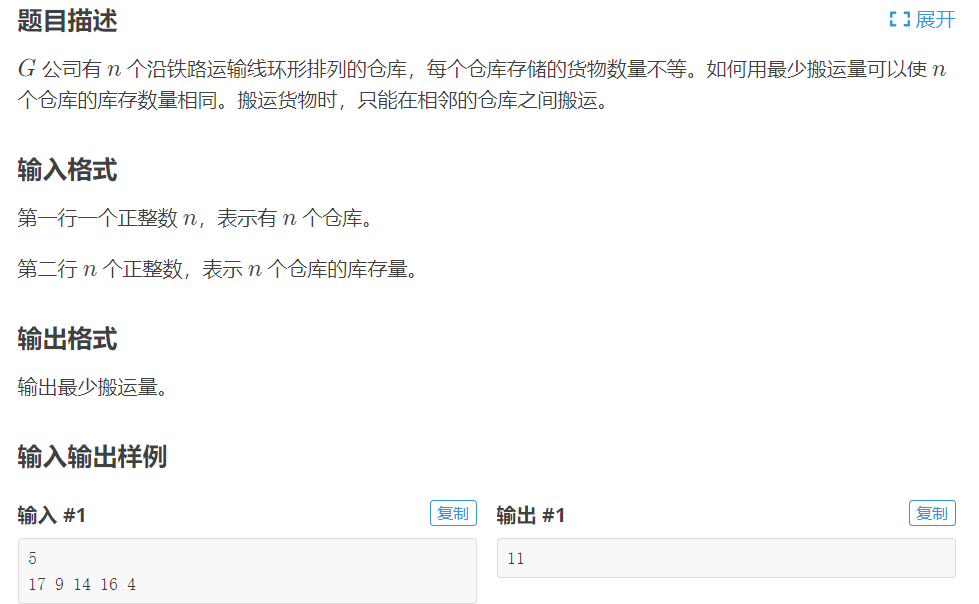 题目描述 展开
G 公司有 n 个沿铁路运输线环形排列的仓库，每个仓库存储的货物数量不等。如何用最少搬运量可以使 n
个仓库的库存数量相同。搬运货物时，只能在相邻的仓库之间搬运。
输入格式
第一行一个正整数 n，表示有 n 个仓库。
第二行 n 个正整数，表示 n 个仓库的库存量。
输出格式
输出最少搬运量。
输入输出样例
输入 #1 复制
5
17 9 14 16 4
输出 #1 复制
11